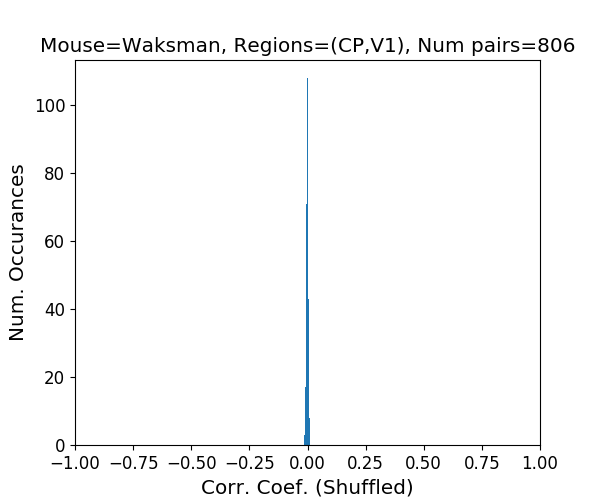 Mouse=Waksman, Regions=(CP,V1), Num pairs=806
Num. Occurances
100
80
60
40
20
0
−1.00 −0.75 −0.50 −0.25 0.00 0.25 0.50 0.75 1.00
Corr. Coef. (Shuffled)